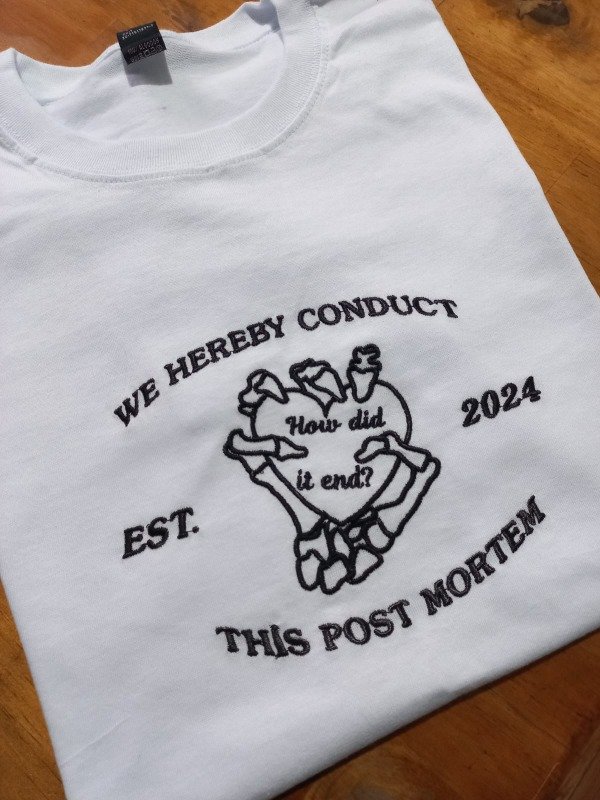 WE HEREBY CONDUCT
How did
it end?
EST.
2024
THIS POST MORTEM